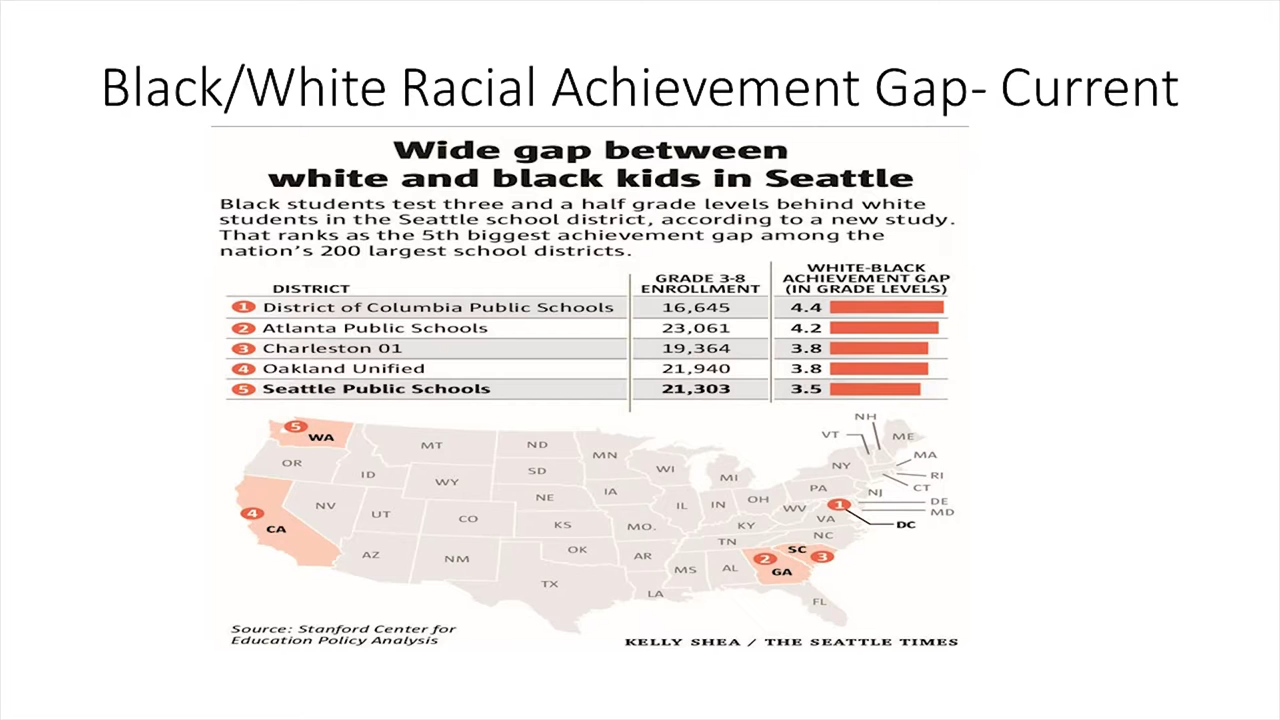 Black/White Racial Achievement Gap- Current
Wide gap between
white and black kids in Seattle
Black students test three and a half grade levels behind white
students in the Seattle school district, according to a new study.
That ranks as the 5th biggest achievement gap among the
nation's 200 largest school districts.
DISTRICT
GRADE 3-8
ENROLLMENT
WHITE-BLACK
ACHIEVEMENT GAP
(IN GRADE LEVELS)
1 District of Columbia Public Schools 16,645 4.4
2 Atlanta Public Schools 23,061 4.2
3 Charleston 01 19,364 3.8
4 Oakland Unified 21,940 3.8
5 Seattle Public Schools 21,303 3.5
NH
5
WA
MT
ND
MN
VT
ME
OR
ID
SD
WI
MI
NY
MA
RI
WY
NE
IA
PA
NJ
CT
4
CA
NV
UT
CO
KS
MO.
IL
IN
OH
WV
1
DE
MD
KY
VA
DC
AZ
NM
OK
AR
TN
NC
2
SC
3
MS
AL
GA
TX
LA
FL
Source: Stanford Center for
Education Policy Analysis
KELLY SHEA / THE SEATTLE TIMES